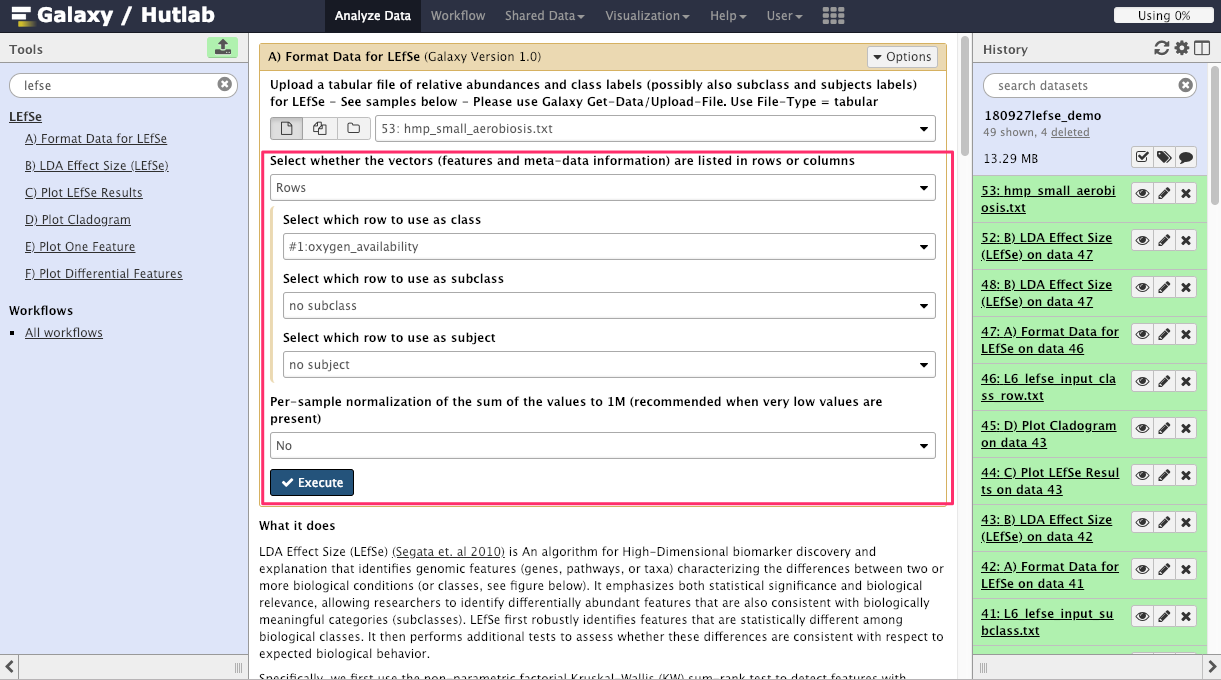 Galaxy / Hutlab
Analyze Data
Workflow
Shared Data
Visualization
Help
User
Using 0%
Tools
lefse
LEfSe
A) Format Data for LEfSe
B) LDA Effect Size (LEfSe)
C) Plot LEfSe Results
D) Plot Cladogram
E) Plot One Feature
F) Plot Differential Features
Workflows
All workflows
A) Format Data for LEfSe (Galaxy Version 1.0)
Options
Upload a tabular file of relative abundances and class labels (possibly also subclass and subjects labels)
for LEfSe - See samples below - Please use Galaxy Get-Data/Upload-File. Use File-Type = tabular
53: hmp_small_aerobiosis.txt
Select whether the vectors (features and meta-data information) are listed in rows or columns
Rows
Select which row to use as class
#1:oxygen_availability
Select which row to use as subclass
no subclass
Select which row to use as subject
no subject
Per-sample normalization of the sum of the values to 1M (recommended when very low values are
present)
No
Execute
What it does
LDA Effect Size (LEfSe) (Segata et. al 2010) is An algorithm for High-Dimensional biomarker discovery and
explanation that identifies genomic features (genes, pathways, or taxa) characterizing the differences between two or
more biological conditions (or classes, see figure below). It emphasizes both statistical significance and biological
relevance, allowing researchers to identify differentially abundant features that are also consistent with biologically
meaningful categories (subclasses). LEfSe first robustly identifies features that are statistically different among
biological classes. It then performs additional tests to assess whether these differences are consistent with respect to
expected biological behavior.
Specifically, we first use the non-parametric factorial Kruskal-Wallis (KW) sum-rank test to detect features with
History
search datasets
180927lefse_demo
49 shown, 4 deleted
13.29 MB
53: hmp_small_aerobi
osis.txt
52: B) LDA Effect Size
(LEfSe) on data 47
48: B) LDA Effect Size
(LEfSe) on data 47
47: A) Format Data for
LEfSe on data 46
46: L6_lefse_input_cla
ss_row.txt
45: D) Plot Cladogram
on data 43
44: C) Plot LEfSe Resul
ts on data 43
43: B) LDA Effect Size
(LEfSe) on data 42
42: A) Format Data for
LEfSe on data 41
41: L6_lefse_input_su
bclass.txt